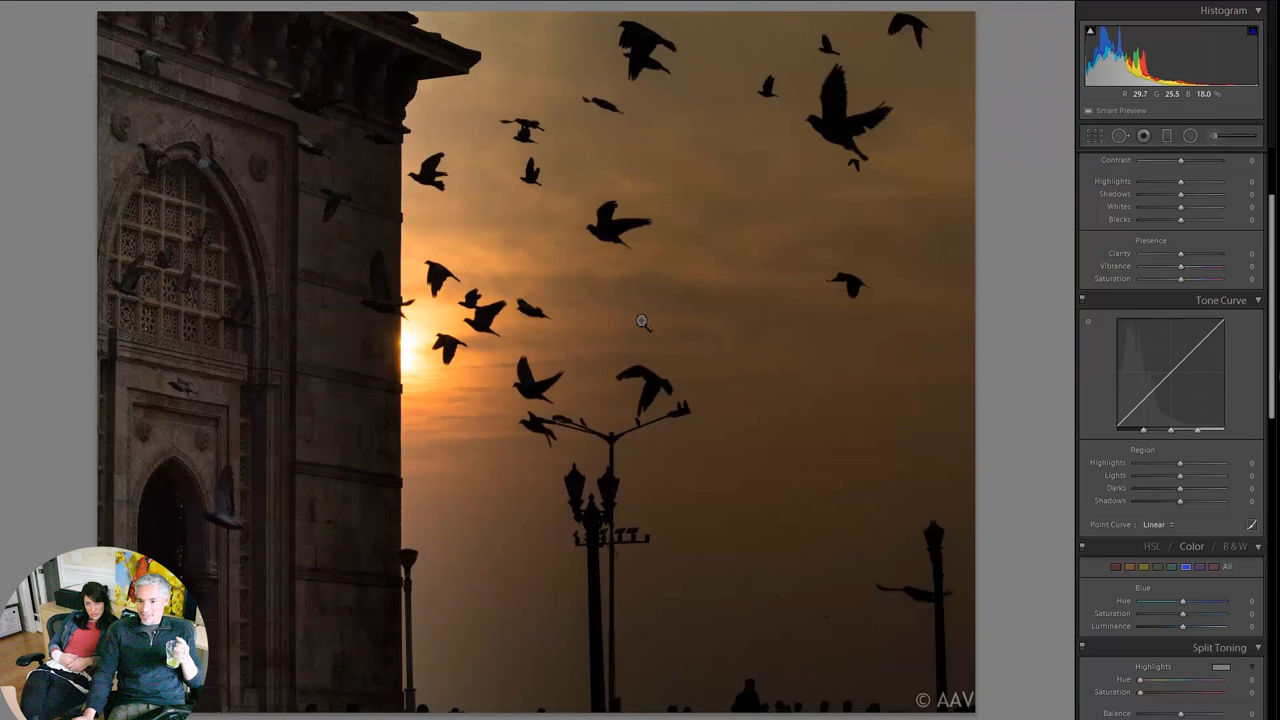 Histogram
R 29.7 G 25.5 B 18.0 %
Smart Preview
Contrast 0
Highlights 0
Shadows 0
Whites 0
Blacks 0
Presence
Clarity 0
Vibrance 0
Saturation 0
Tone Curve
Region
Highlights 0
Lights 0
Darks 0
Shadows 0
Point Curve : Linear
HSL / Color / B & W
All
Blue
Hue 0
Saturation 0
Luminance 0
Split Toning
Highlights
Hue 0
Saturation 0
Balance 0
© AAV